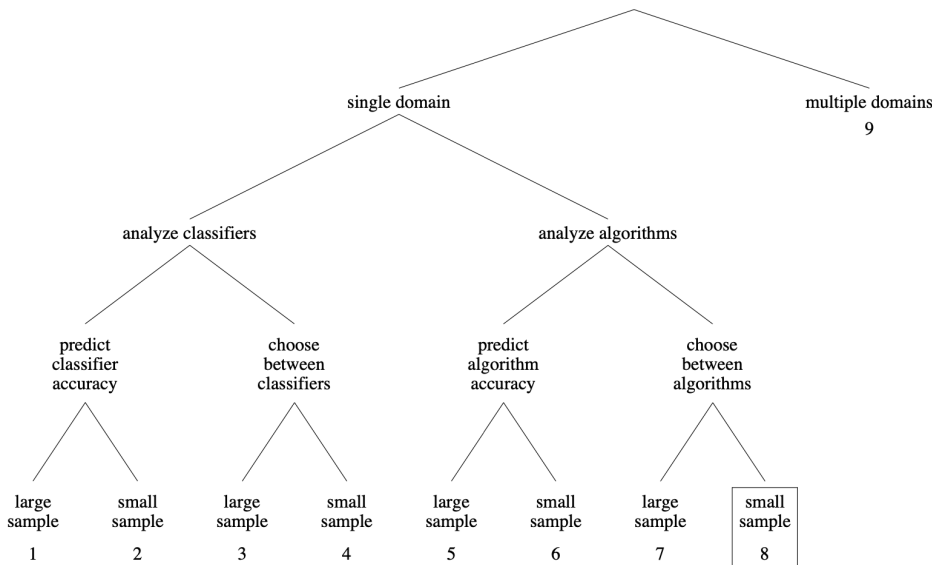 single domain
multiple domains
9
analyze classifiers
analyze algorithms
predict
classifier
accuracy
choose
between
classifiers
predict
algorithm
accuracy
choose
between
algorithms
large
sample
1
small
sample
2
large
sample
3
small
sample
4
large
sample
5
small
sample
6
large
sample
7
small
sample
8